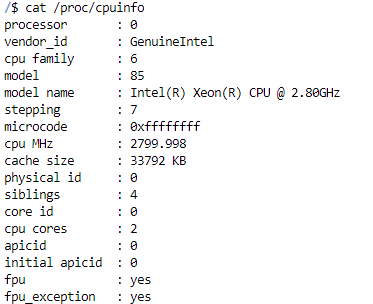 /$ cat /proc/cpuinfo
processor : 0
vendor_id : GenuineIntel
cpu family : 6
model : 85
model name : Intel(R) Xeon(R) CPU @ 2.80GHz
stepping : 7
microcode : 0xffffffff
cpu MHz : 2799.998
cache size : 33792 KB
physical id : 0
siblings : 4
core id : 0
cpu cores : 2
apicid : 0
initial apicid : 0
fpu : yes
fpu_exception : yes